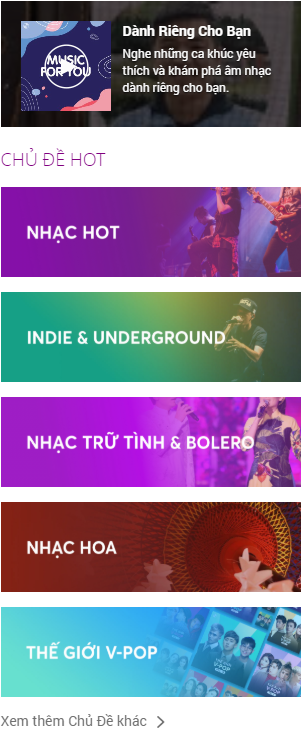 MUSIC
FOR YOU
Dành Riêng Cho Bạn
Nghe những ca khúc yêu
thích và khám phá âm nhạc
dành riêng cho bạn.
CHỦ ĐỀ HOT
NHẠC HOT
INDIE & UNDERGROUND
NHẠC TRỮ TÌNH & BOLERO
NHẠC HOA
THẾ GIỚI V-POP
Xem thêm Chủ Đề khác